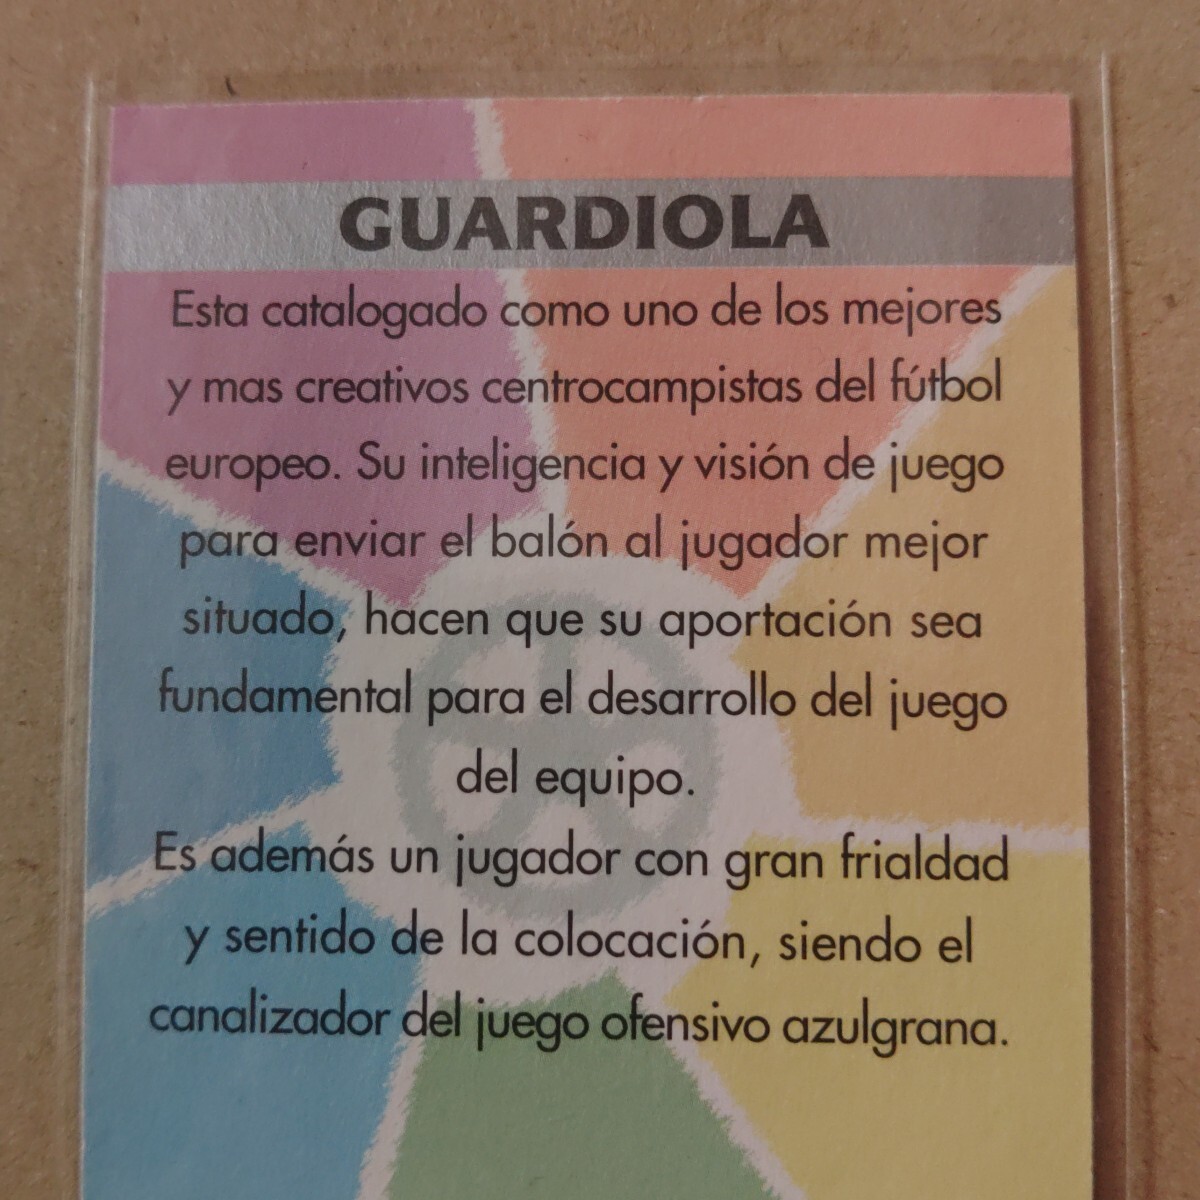 GUARDIOLA
Esta catalogado como uno de los mejores
y mas creativos centrocampistas del fútbol
europeo. Su inteligencia y visión de juego
para enviar el balón al jugador mejor
situado, hacen que su aportación sea
fundamental para el desarrollo del juego
del equipo.
Es además un jugador con gran frialdad
y sentido de la colocación, siendo el
canalizador del juego ofensivo azulgrana.